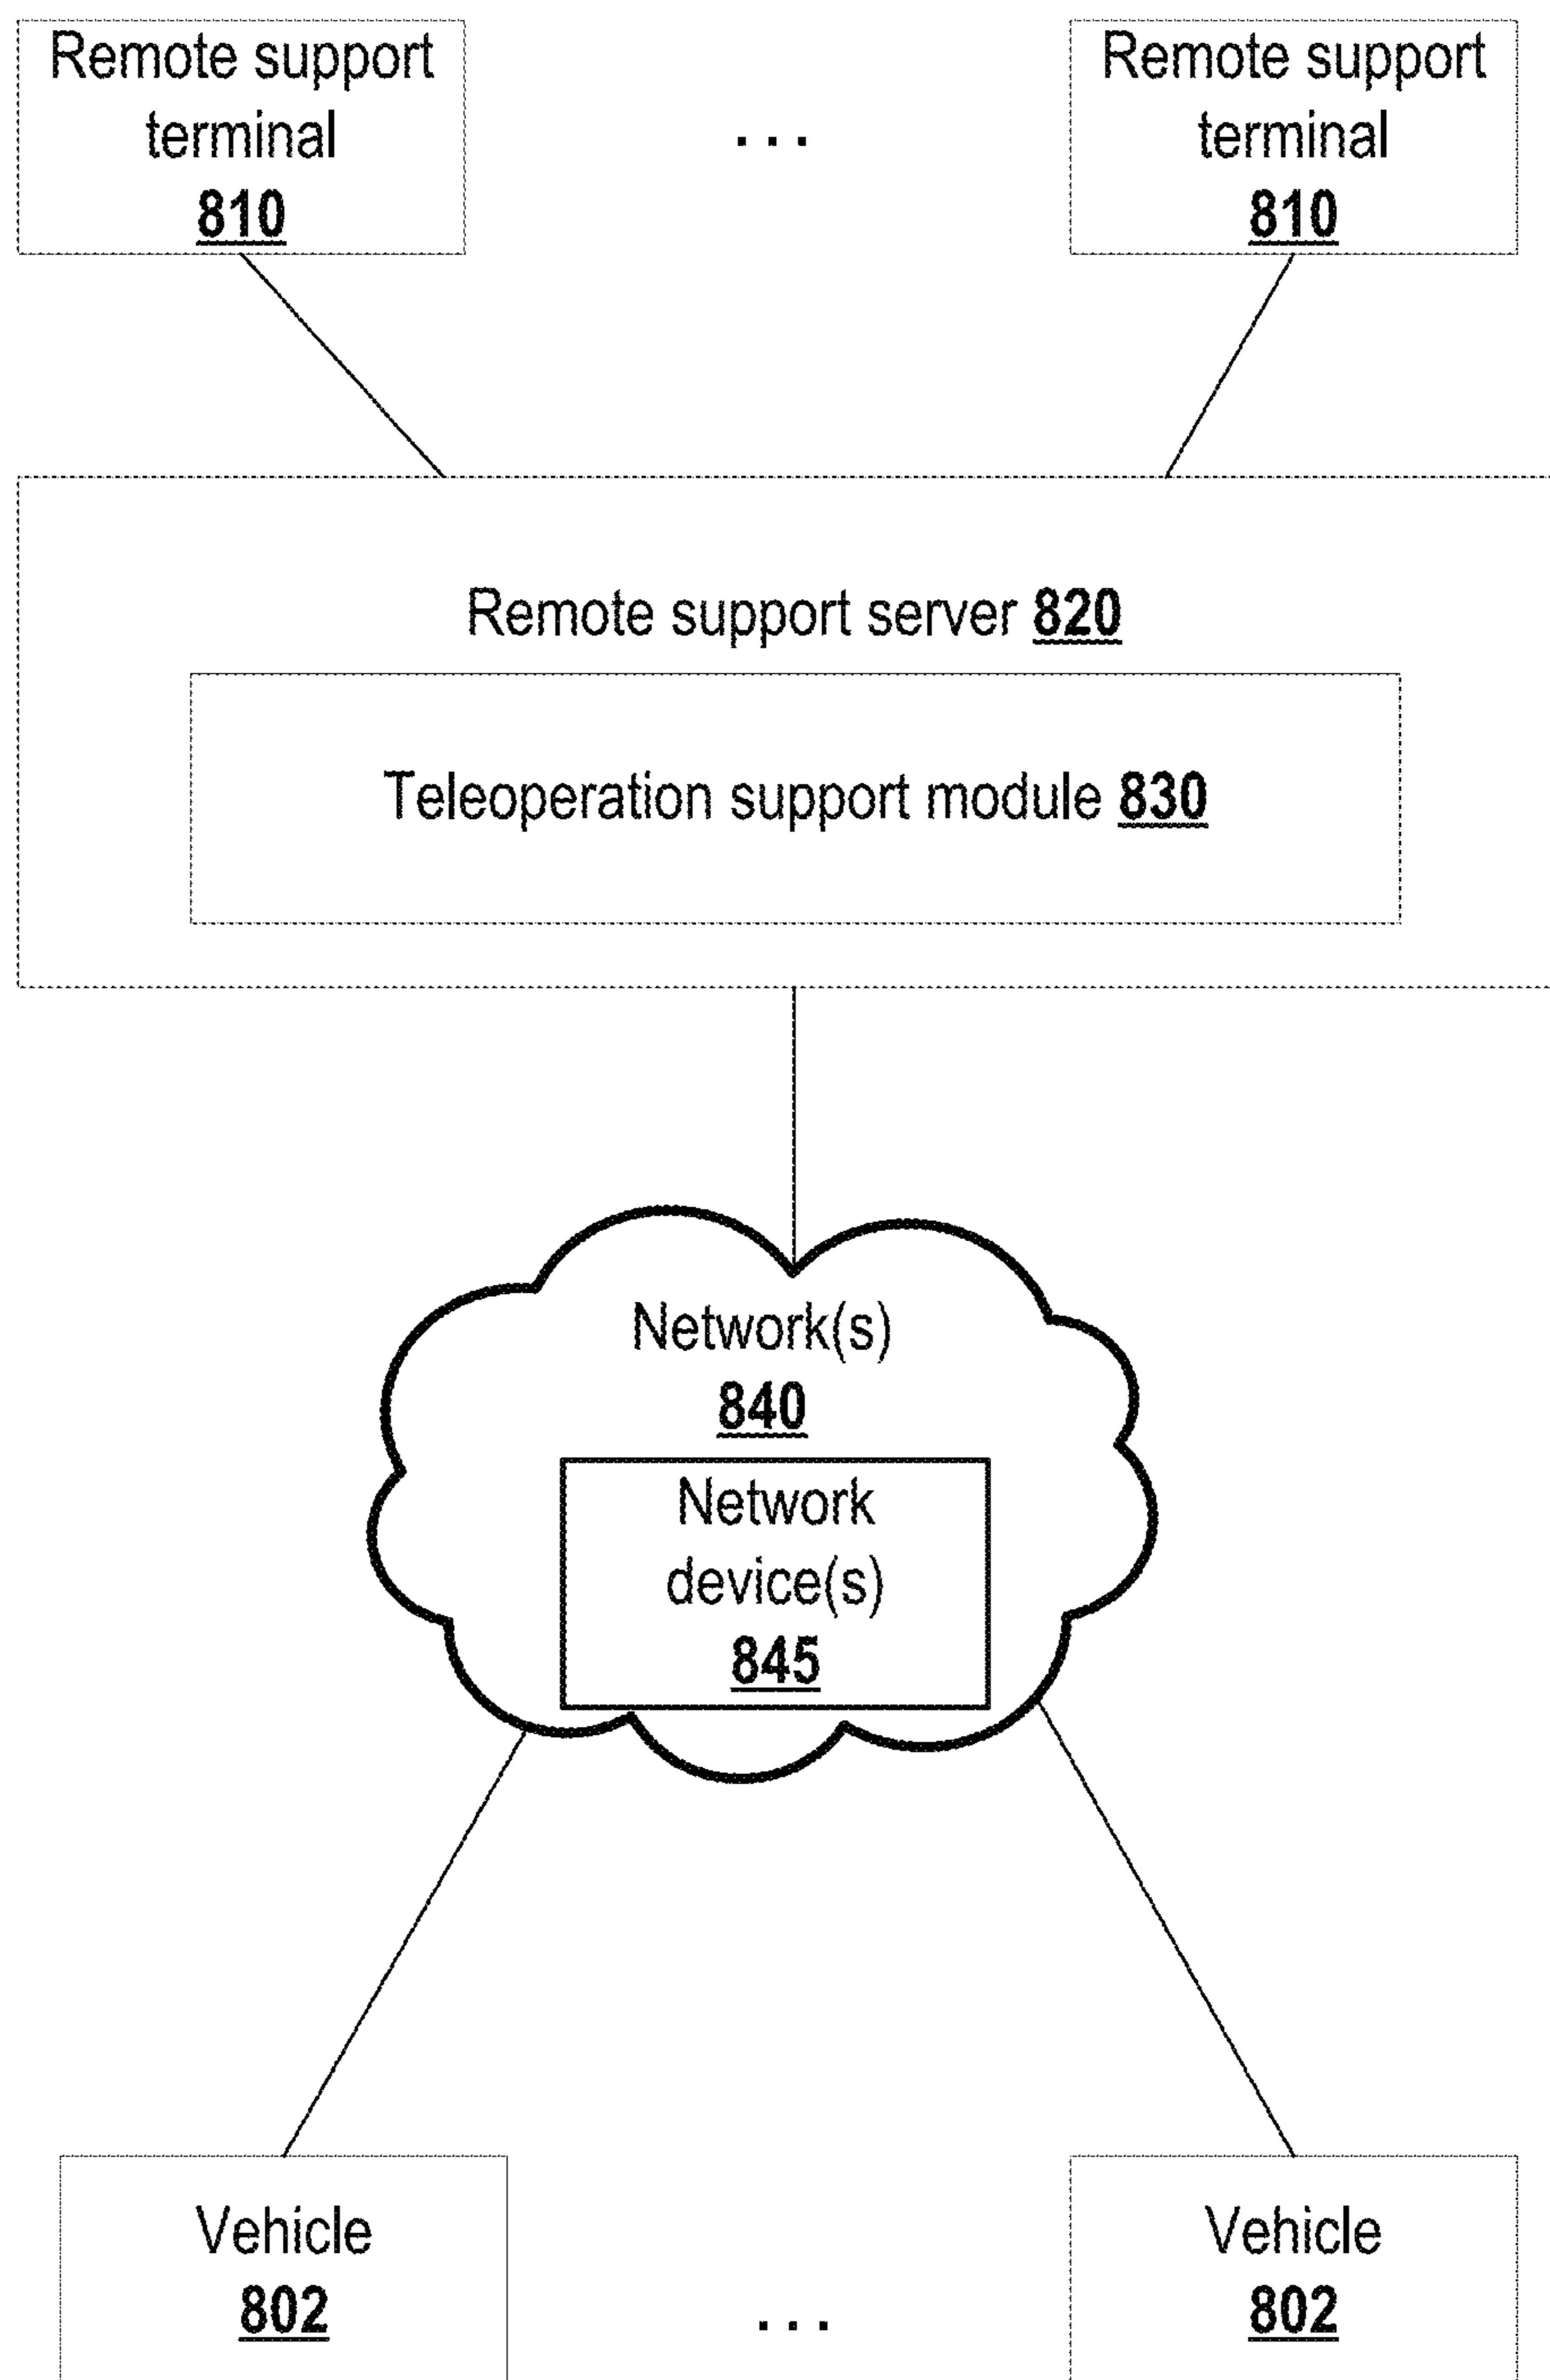 Remote support
terminal
810
...
Remote support
terminal
810
Remote support server 820
Teleoperation support module 830
Network(s)
840
Network
device(s)
845
Vehicle
802
...
Vehicle
802